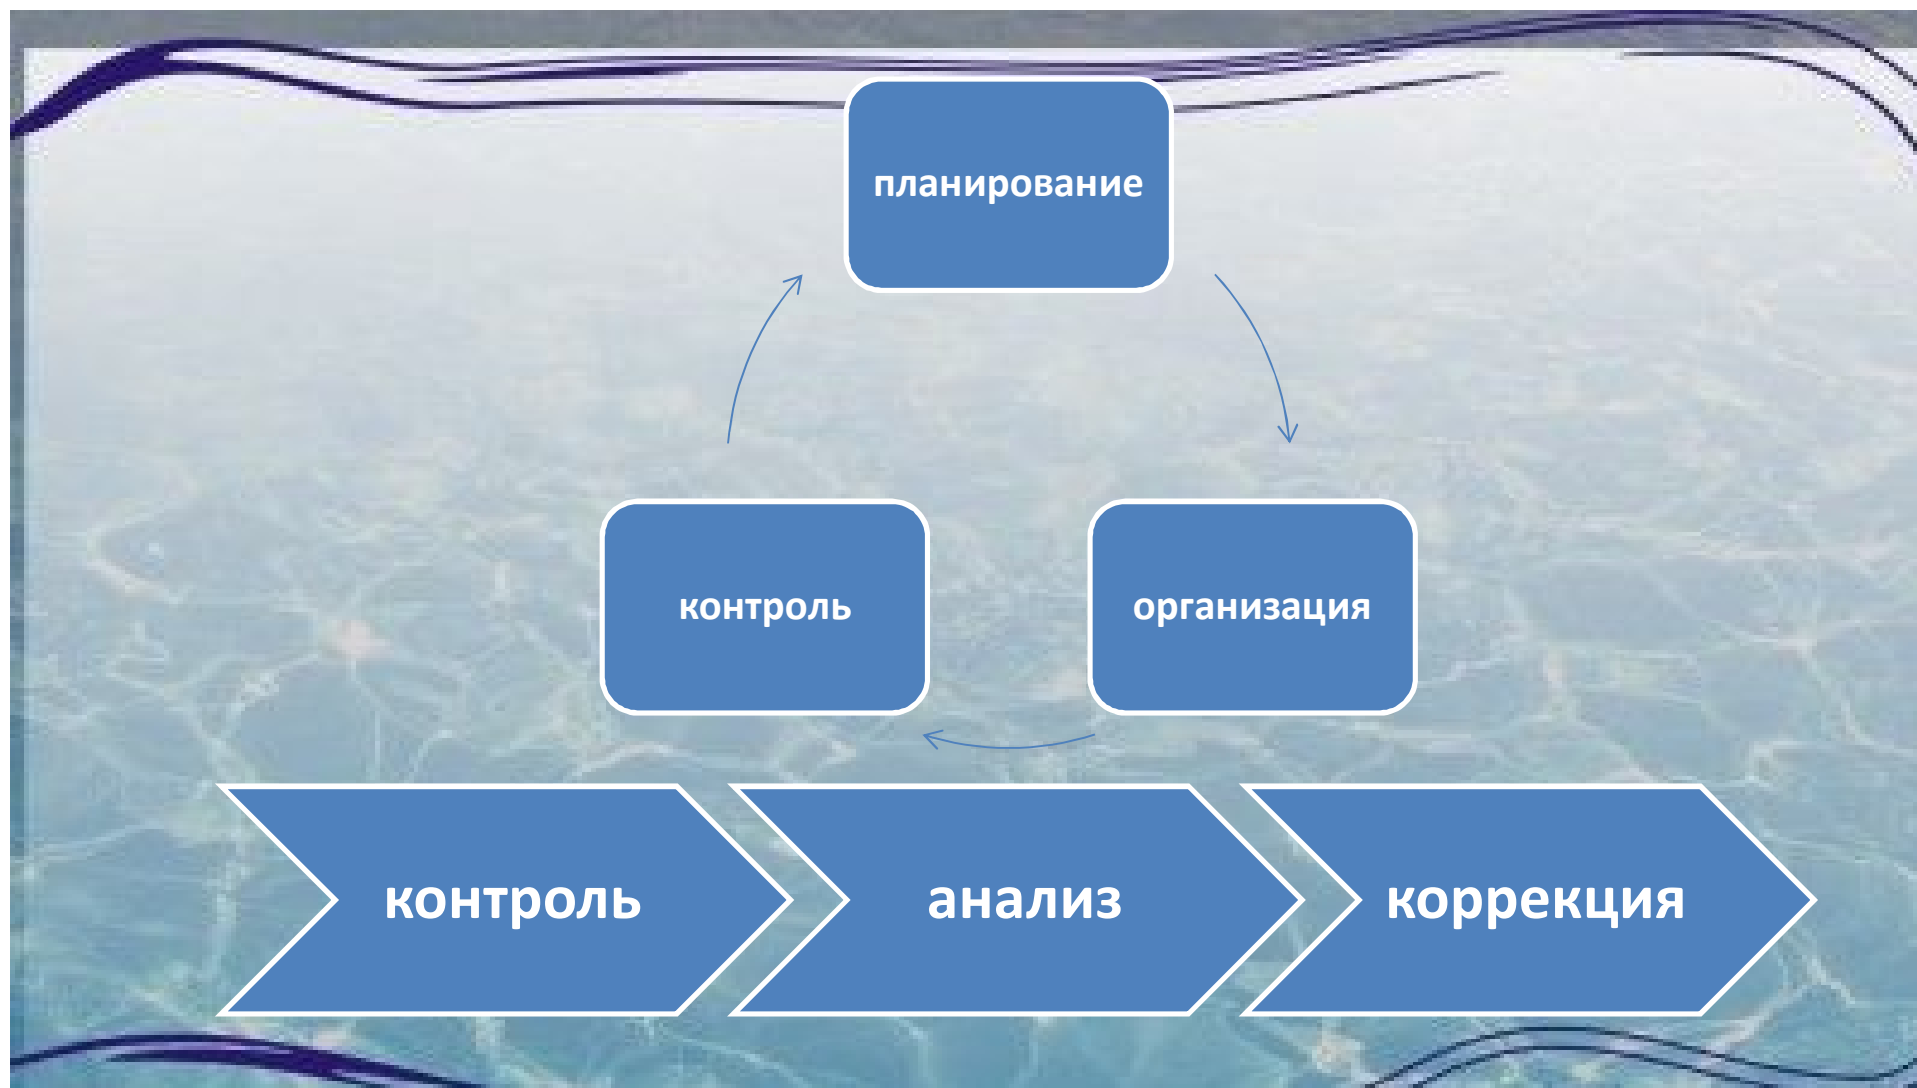 планирование
контроль
организация
контроль
анализ
коррекция